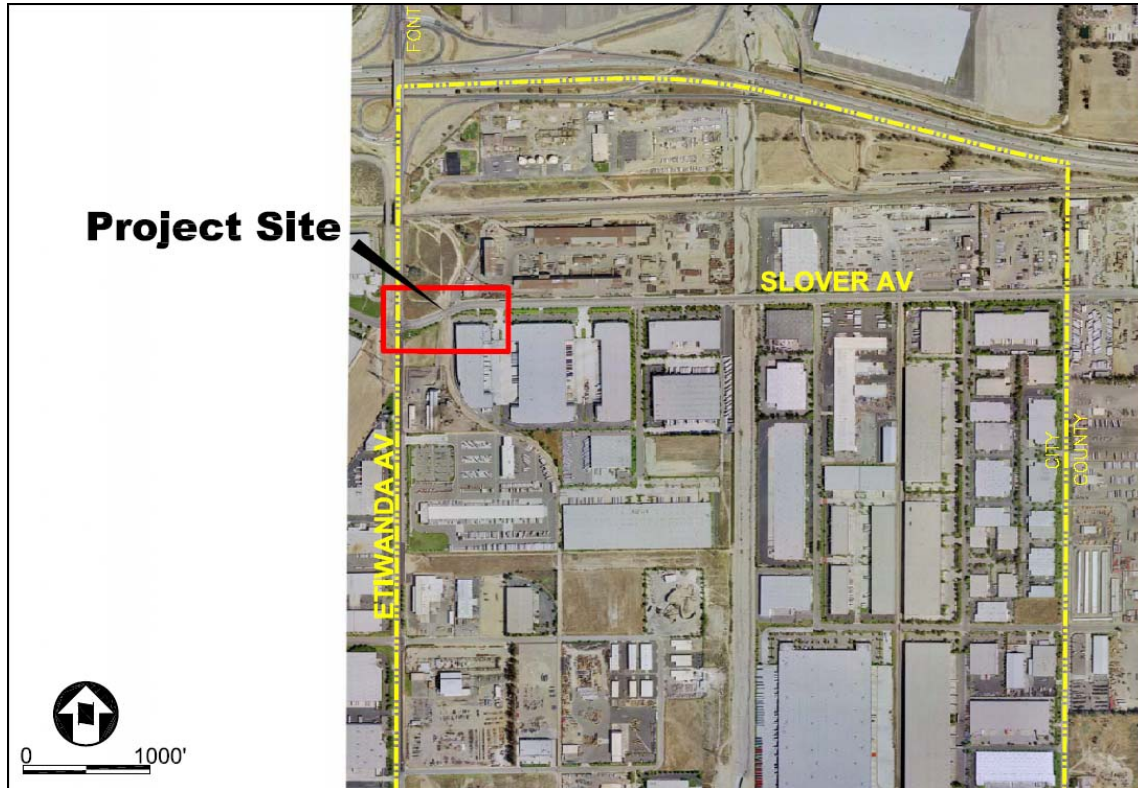 FONT
Project Site
SLOVER AV
ETIWANDA AV
CITY
COUNTY
0 1000'